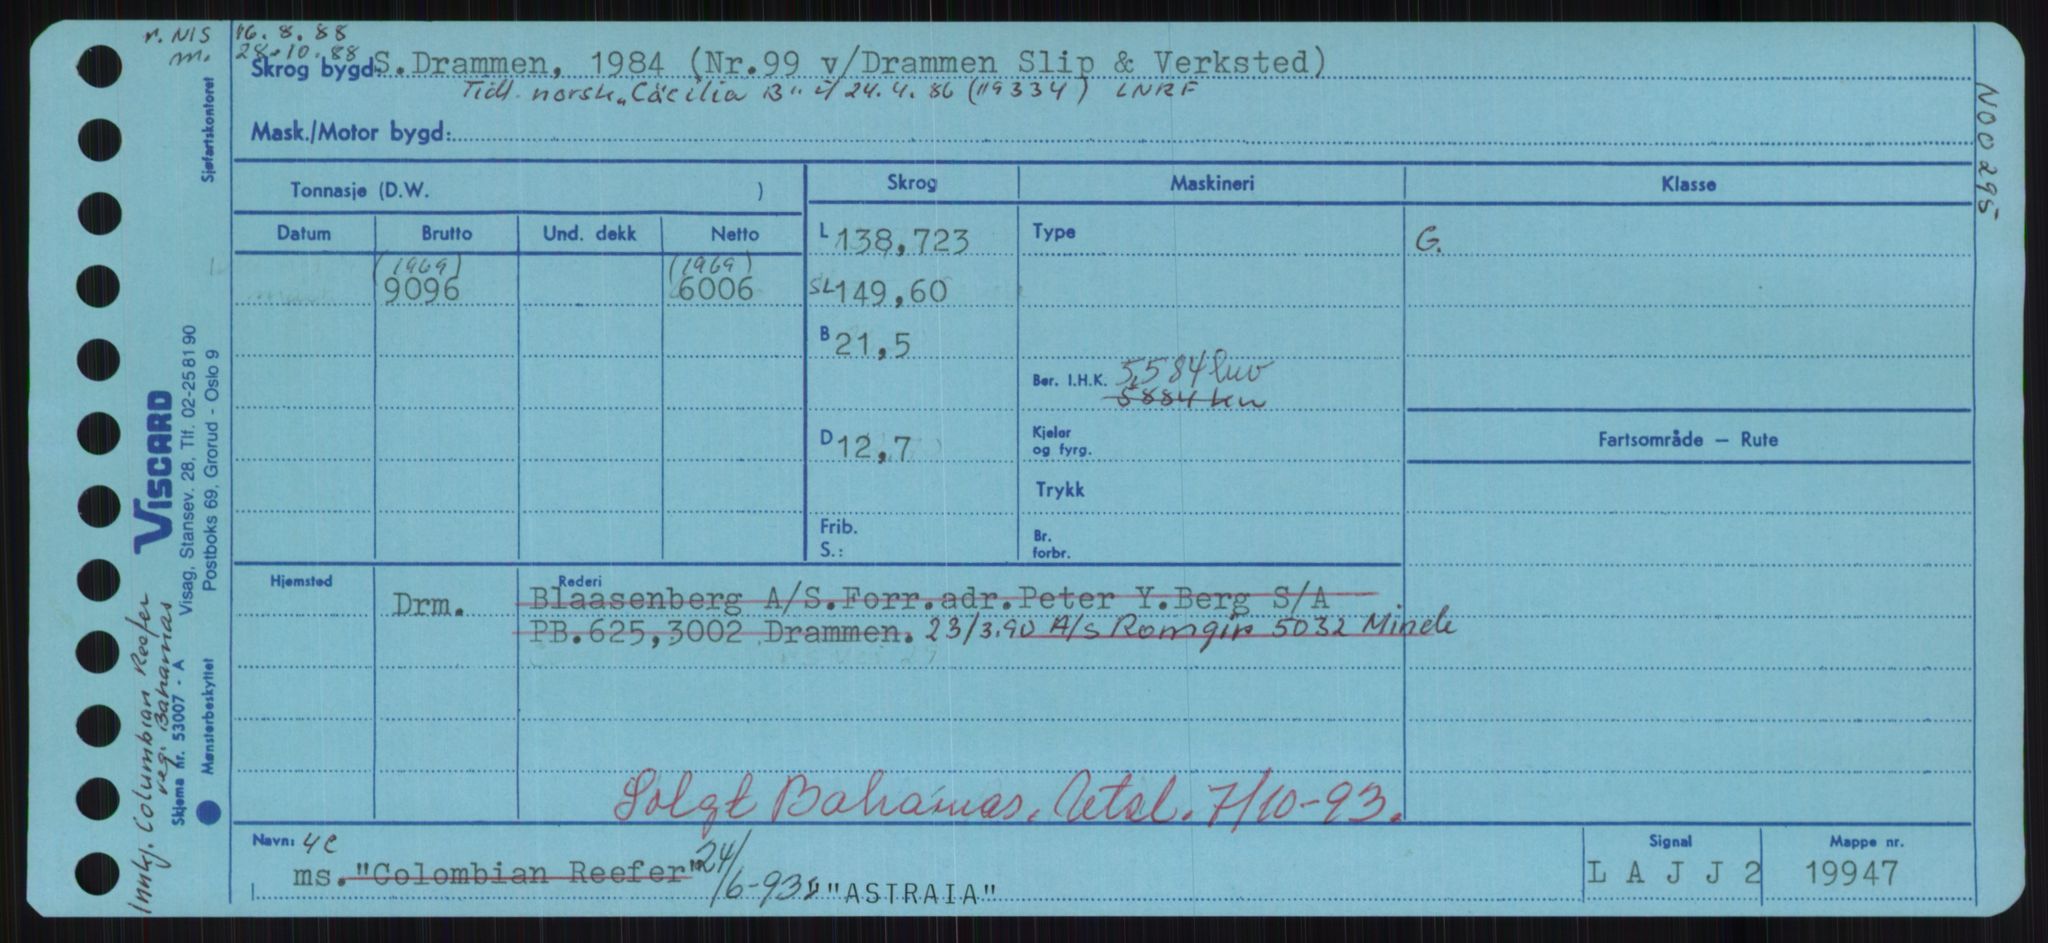 r. NIS 16.8.88
m. 28.10.88
Skrog bygd: S. Drammen, 1984 (Nr.99 v/Drammen Slip & Verksted)
Tidl. norsk "Cäcilia B" 24.4.86 ("9334) LNRF
Mask./Motor bygd:
N00295
Sjøfartskontoret
Tonnasje (D.W. )
Skrog
Maskineri
Klasse
Datum
Brutto
Und. dekk
Netto
(1969)
(1969)
9096
6006
L 138,723
SL 149,60
B 21,5
D 12,7
Frib.
S.:
Type
Ber. I.H.K. 5,584 kw
5884 kw
Kjeler
og fyrg.
Trykk
Br.
forbr.
G.
Fartsområde — Rute
VISCARD
Visag, Stansev. 28, Tlf. 02-25 81 90
Postboks 69, Grorud - Oslo 9
Skjema nr. 53007 - A
Mønsterbeskyttet
Innkj. Columbian Reefer
reg. Bahamas
Hjemsted
Drm.
Rederi
Blaasenberg A/S.Forr.adr.Peter Y.Berg S/A
PB.625,3002 Drammen. 23/3.90 A/S Romgir 5032 Minde
Solgt Bahamas. Utsl. 7/10-93.
Navn: 4c
ms. "Colombian Reefer" 24/6-93 "ASTRAIA"
Signal
LAJJ2
Mappe nr.
19947